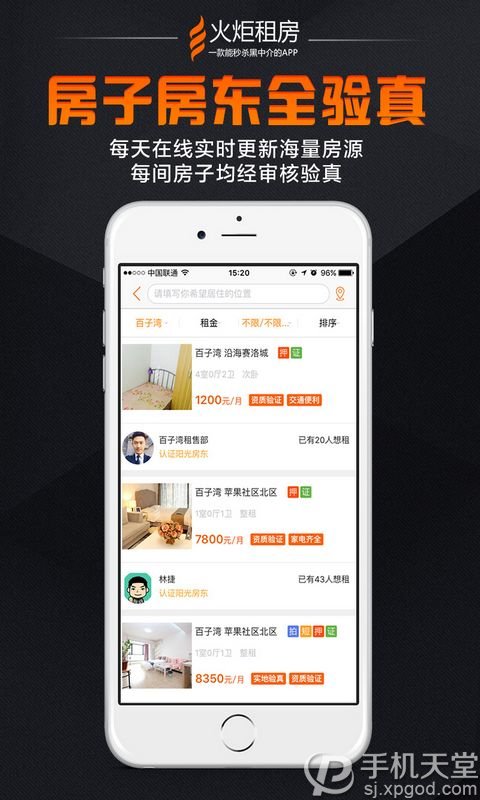 火炬租房
一款能秒杀黑中介的APP
房子房东全验真
每天在线实时更新海量房源
每间房子均经审核验真
中国联通 15:20 96%
请填写你希望居住的位置
百子湾 租金 不限/不限... 排序
百子湾 沿海赛洛城 押 证
4室0厅2卫 次卧
1200元/月 资质验证 交通便利
百子湾租售部 已有20人想租
认证阳光房东
百子湾 苹果社区北区 押 证
1室0厅1卫 整租
7800元/月 资质验证 家电齐全
林捷 已有43人想租
认证阳光房东
百子湾 苹果社区北区 拍 短 押 证
1室0厅1卫 整租
8350元/月 实地验真 资质验证
手机天堂
sj.xpgod.com